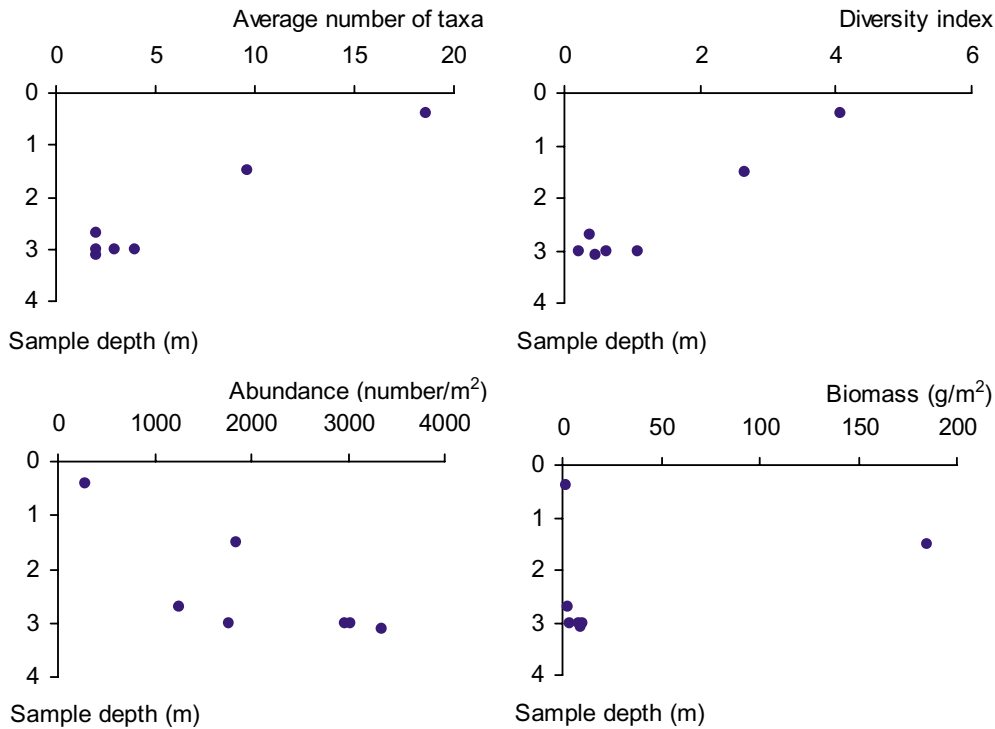 Average number of taxa
0 5 10 15 20
0
1
2
3
4
Sample depth (m)
Diversity index
0 2 4 6
0
1
2
3
4
Sample depth (m)
Abundance (number/m²)
0 1000 2000 3000 4000
0
1
2
3
4
Sample depth (m)
Biomass (g/m²)
0 50 100 150 200
0
1
2
3
4
Sample depth (m)